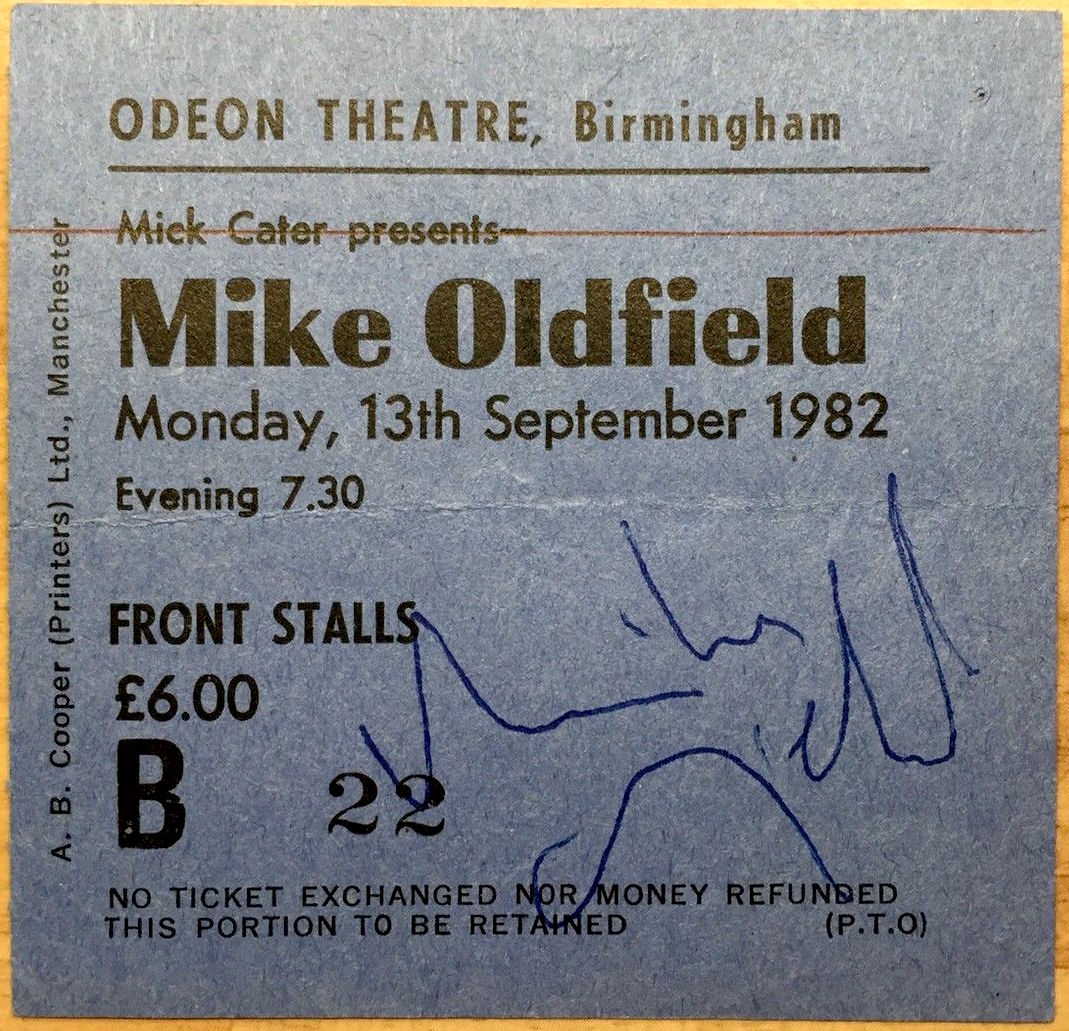 ODEON THEATRE, Birmingham
Mick Cater presents—
Mike Oldfield
Monday, 13th September 1982
Evening 7.30
FRONT STALLS
£6.00
B 22
NO TICKET EXCHANGED NOR MONEY REFUNDED
THIS PORTION TO BE RETAINED (P.T.O)
A. B. Cooper (Printers) Ltd., Manchester